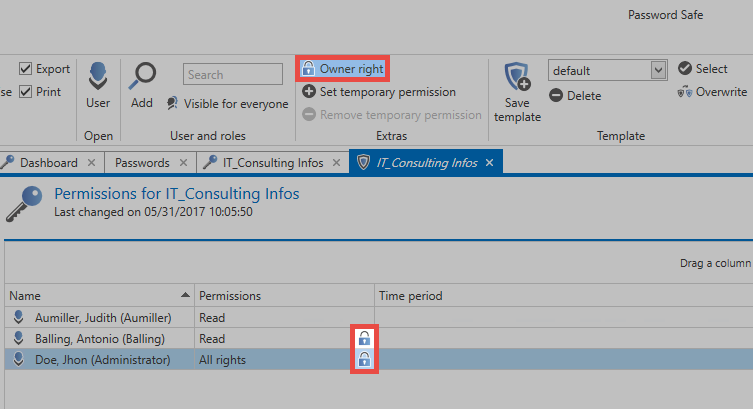 Password Safe
Export
Owner right
Search
default
Select
se
Print
User
Add
Visible for everyone
Set temporary permission
Save template
Delete
Overwrite
Remove temporary permission
Open
User and roles
Extras
Template
Dashboard
Passwords
IT_Consulting Infos
IT_Consulting Infos
Permissions for IT_Consulting Infos
Last changed on 05/31/2017 10:05:50
Drag a column
Name Permissions Time period
Aumiller, Judith (Aumiller) Read
Balling, Antonio (Balling) Read
Doe, Jhon (Administrator) All rights